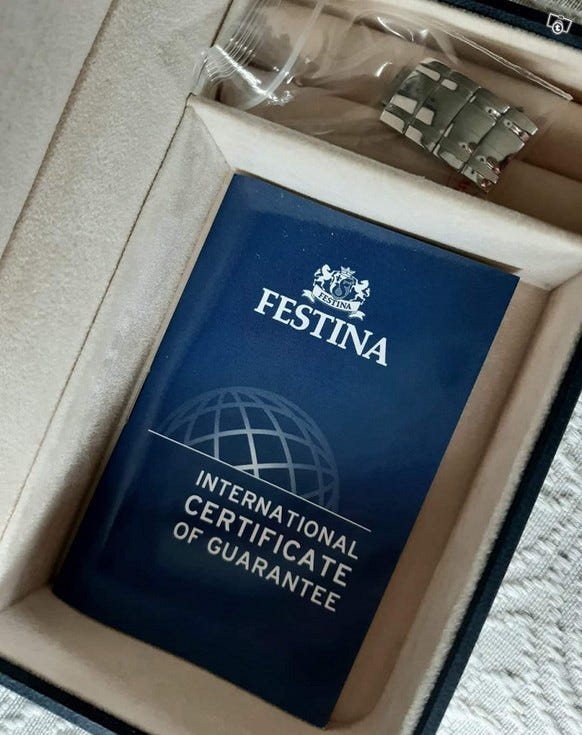 FESTINA
FESTINA
INTERNATIONAL
CERTIFICATE
OF GUARANTEE